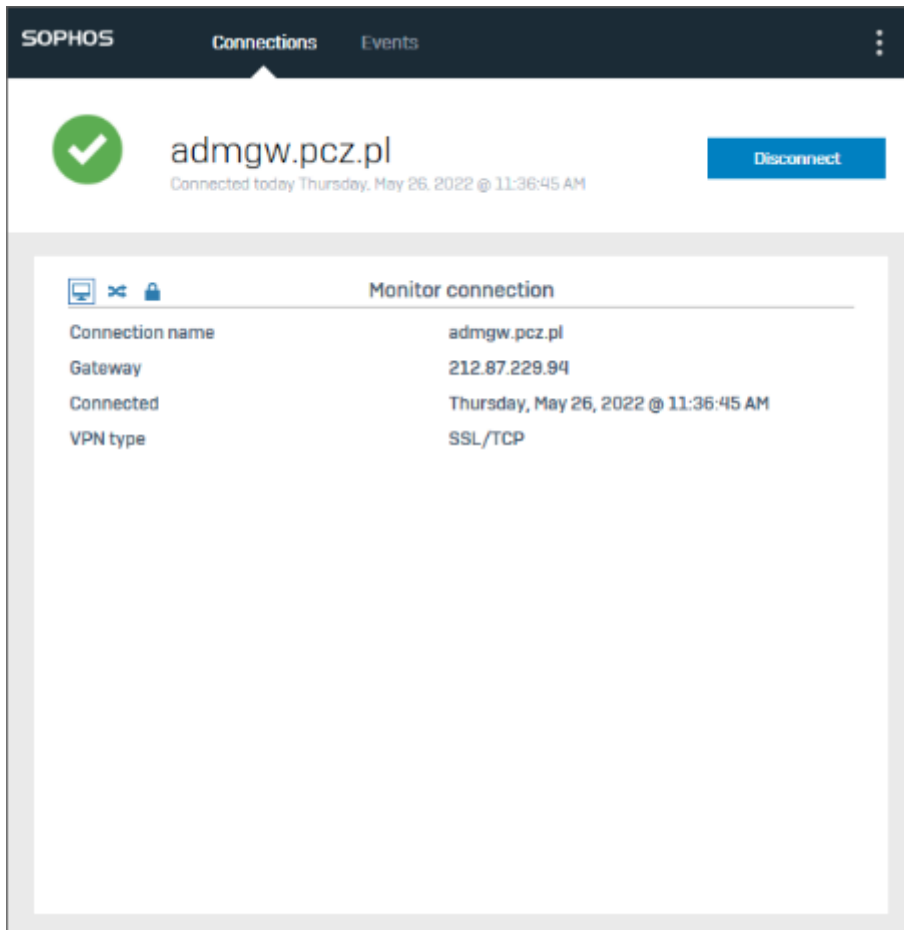 SOPHOS Connections Events
admgw.pcz.pl
Connected today Thursday, May 26, 2022 @ 11:36:45 AM
Disconnect
Monitor connection
Connection name admgw.pcz.pl
Gateway 212.87.229.94
Connected Thursday, May 26, 2022 @ 11:36:45 AM
VPN type SSL/TCP